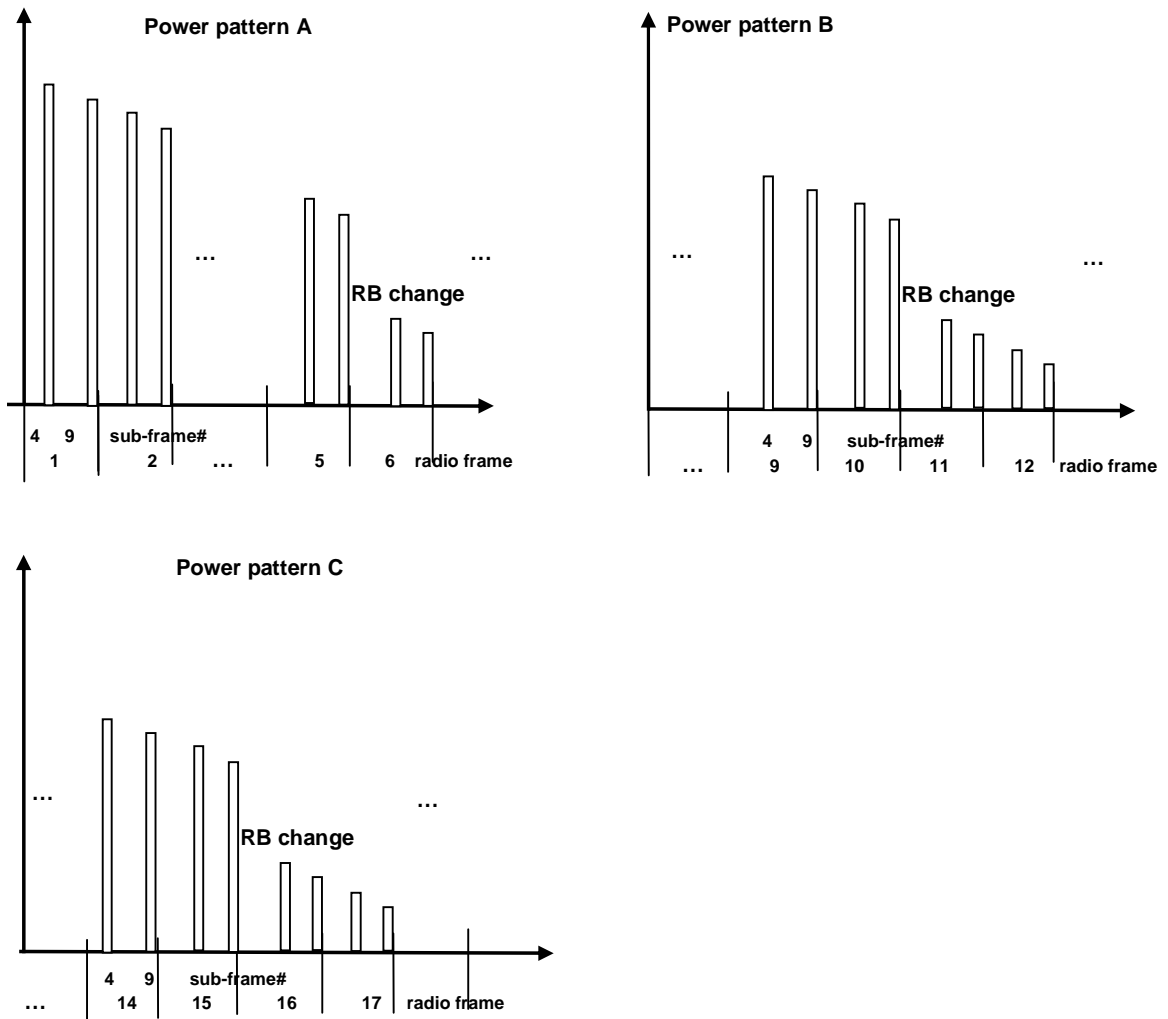 Power pattern A
...
...
RB change
4 9 sub-frame#
1 2 ... 5 6 radio frame
Power pattern B
...
...
RB change
4 9 sub-frame#
... 9 10 11 12 radio frame
Power pattern C
...
...
RB change
4 9 sub-frame#
... 14 15 16 17 radio frame